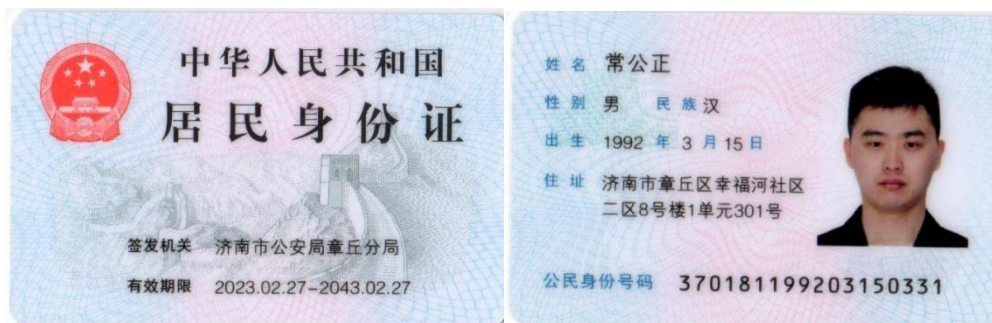 中华人民共和国
居民身份证
签发机关 济南市公安局章丘分局
有效期限 2023.02.27-2043.02.27
姓名 常公正
性别 男 民族 汉
出生 1992 年 3 月 15 日
住址 济南市章丘区幸福河社区
二区8号楼1单元301号
公民身份号码 370181199203150331